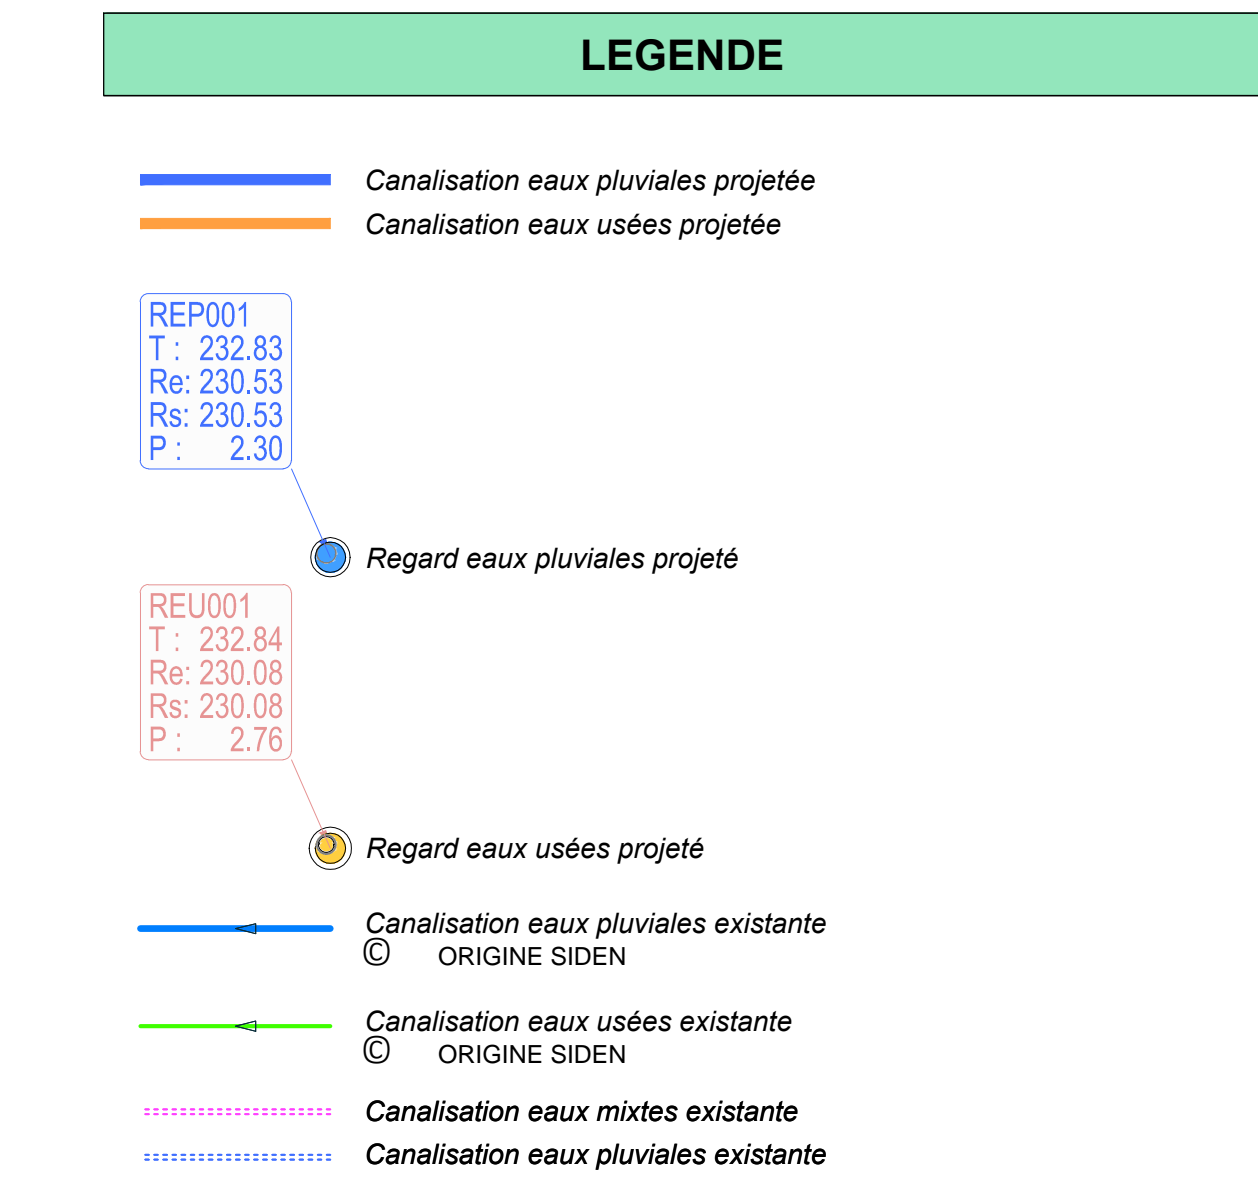 LEGENDE
Canalisation eaux pluviales projetée
Canalisation eaux usées projetée
REP001
T : 232.83
Re: 230.53
Rs: 230.53
P : 2.30
Regard eaux pluviales projeté
REU001
T : 232.84
Re: 230.08
Rs: 230.08
P : 2.76
Regard eaux usées projeté
Canalisation eaux pluviales existante
© ORIGINE SIDEN
Canalisation eaux usées existante
© ORIGINE SIDEN
Canalisation eaux mixtes existante
Canalisation eaux pluviales existante